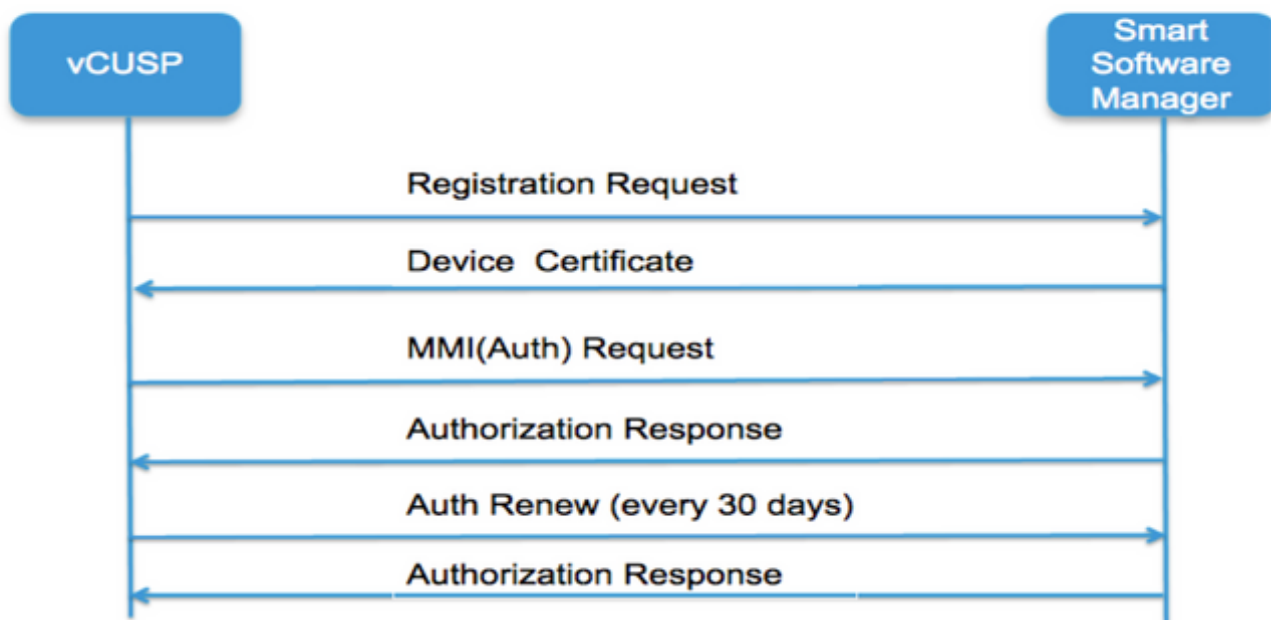 vCUSP
Smart
Software
Manager
Registration Request
Device Certificate
MMI(Auth) Request
Authorization Response
Auth Renew (every 30 days)
Authorization Response